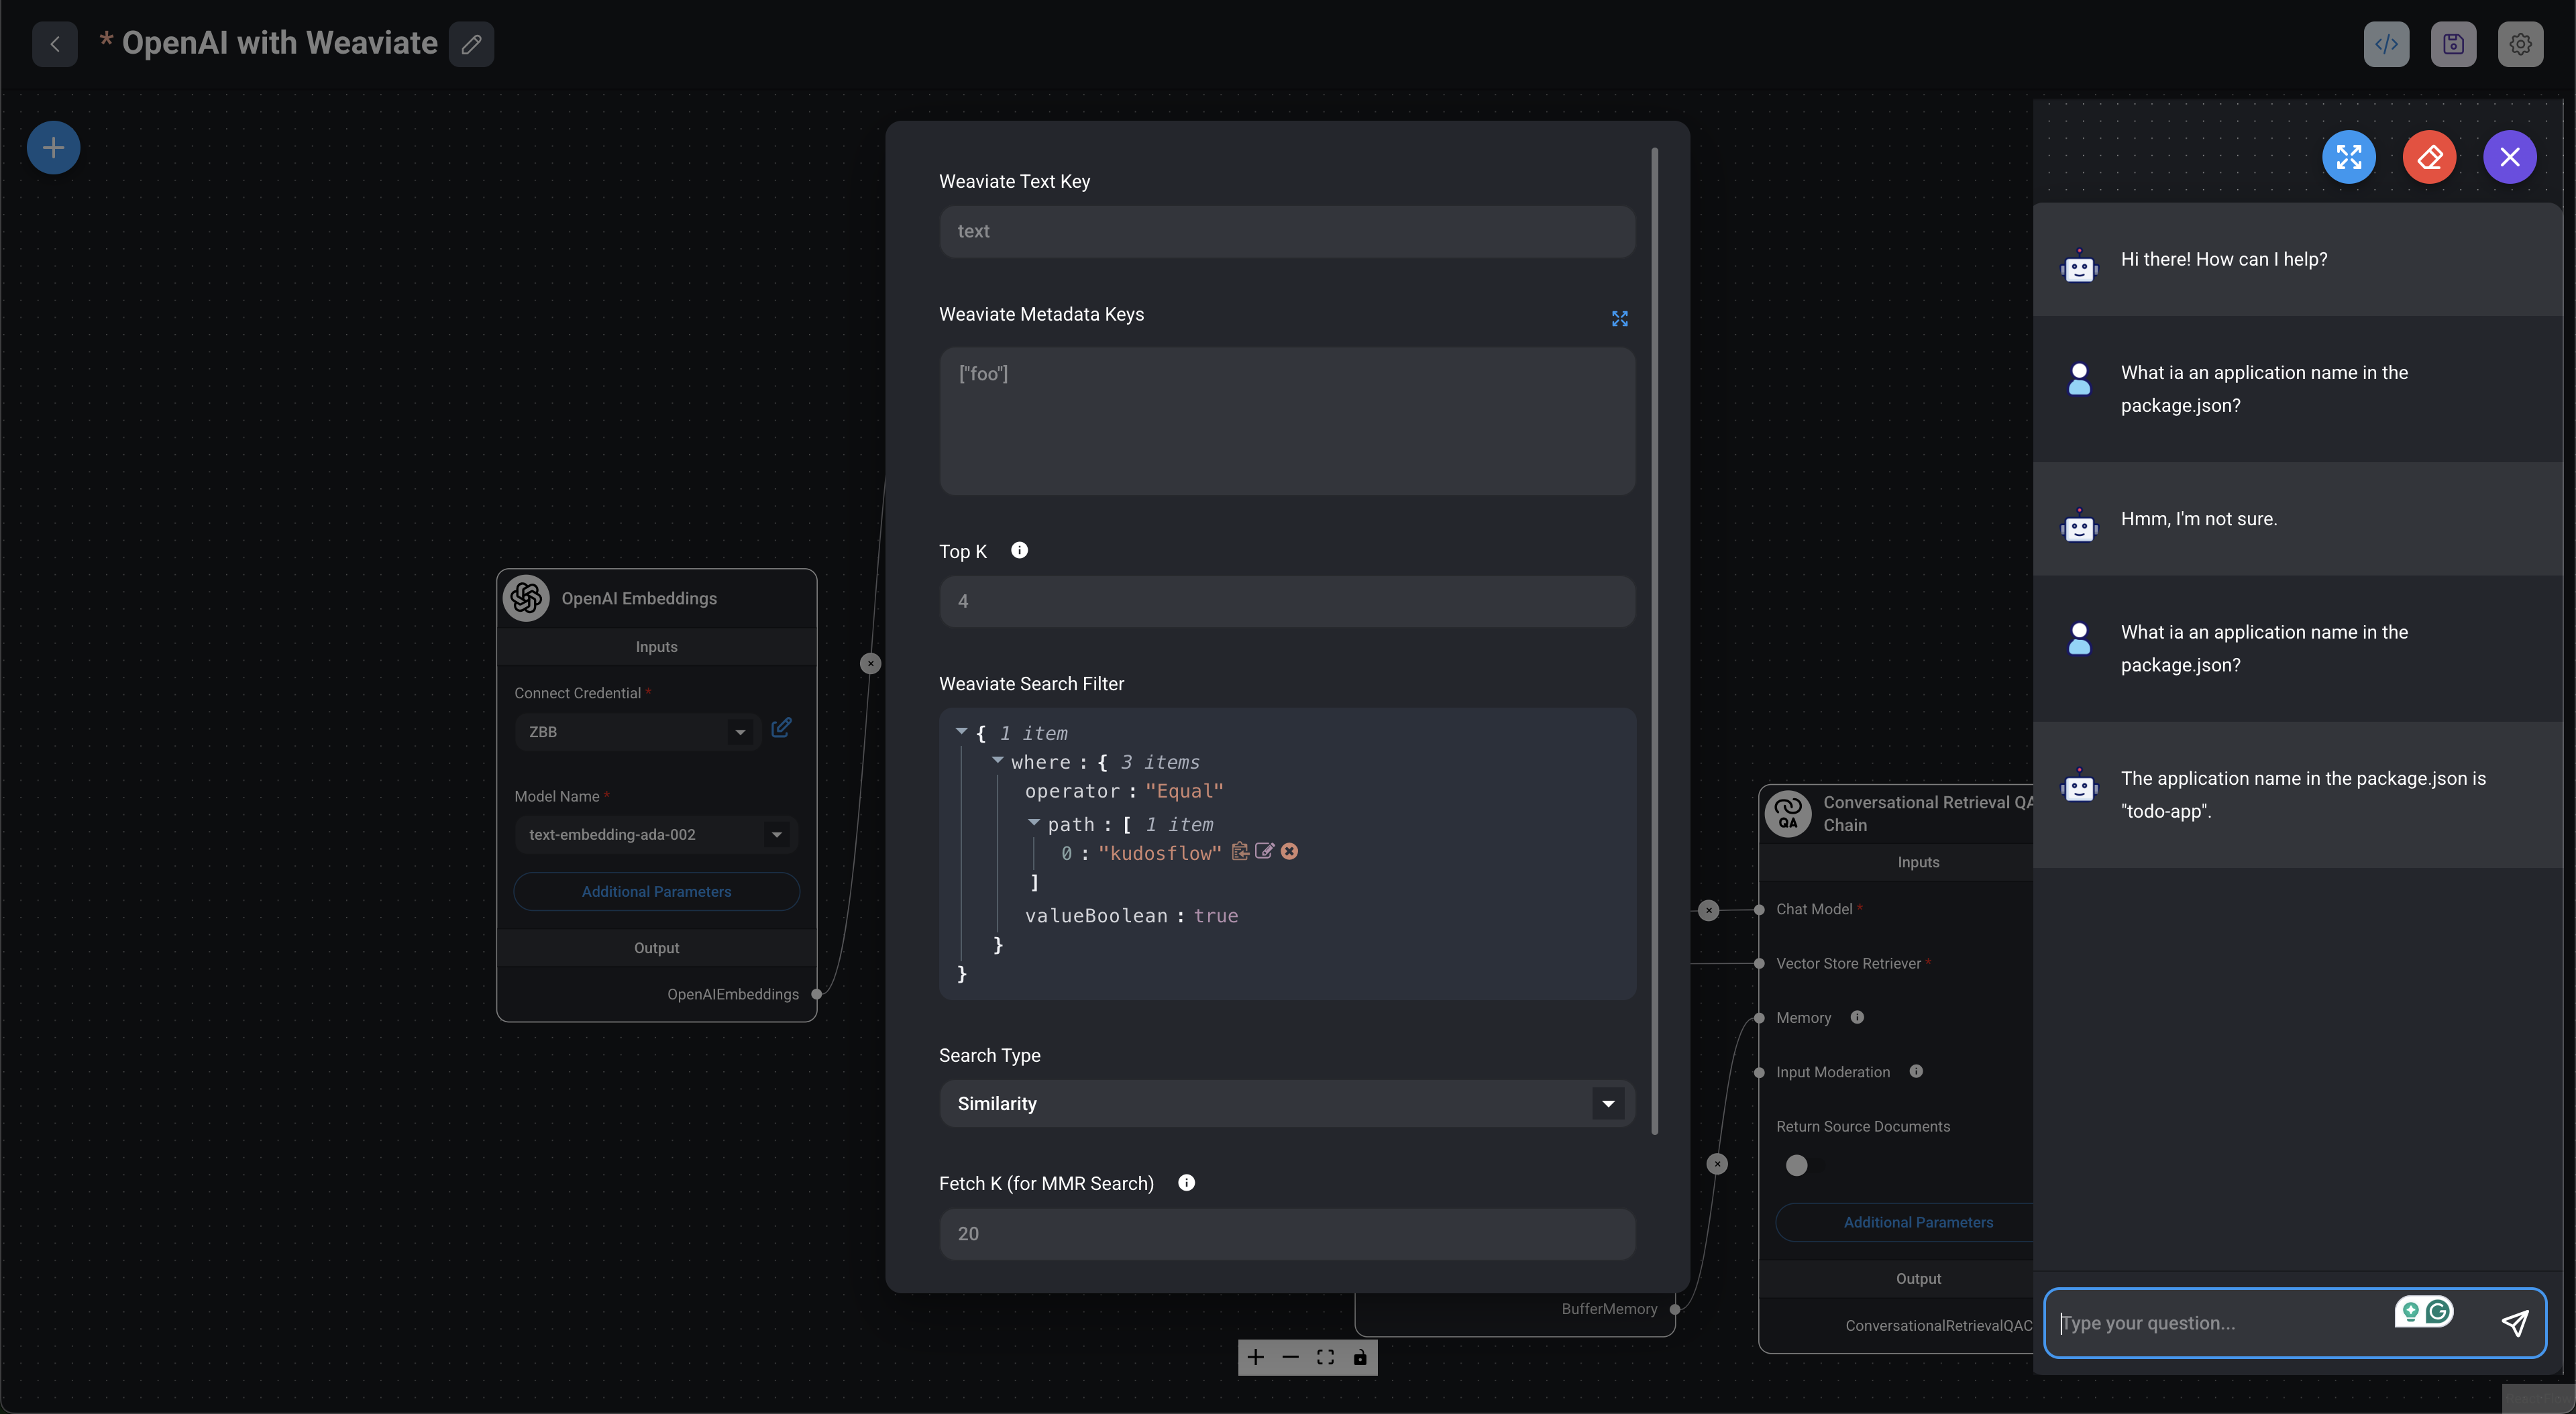 * OpenAI with Weaviate
OpenAI Embeddings
Inputs
Connect Credential *
ZBB
Model Name *
text-embedding-ada-002
Additional Parameters
Output
OpenAIEmbeddings
Weaviate Text Key
text
Weaviate Metadata Keys
["foo"]
Top K
4
Weaviate Search Filter
{ 1 item
where : { 3 items
operator : "Equal"
path : [ 1 item
0 : "kudosflow"
]
valueBoolean : true
}
}
Search Type
Similarity
Fetch K (for MMR Search)
20
BufferMemory
Conversational Retrieval QA
Chain
QA
Inputs
Chat Model *
Vector Store Retriever *
Memory
Input Moderation
Return Source Documents
Additional Parameters
Output
ConversationalRetrievalQAC
Hi there! How can I help?
What ia an application name in the
package.json?
Hmm, I'm not sure.
What ia an application name in the
package.json?
The application name in the package.json is
"todo-app".
Type your question...